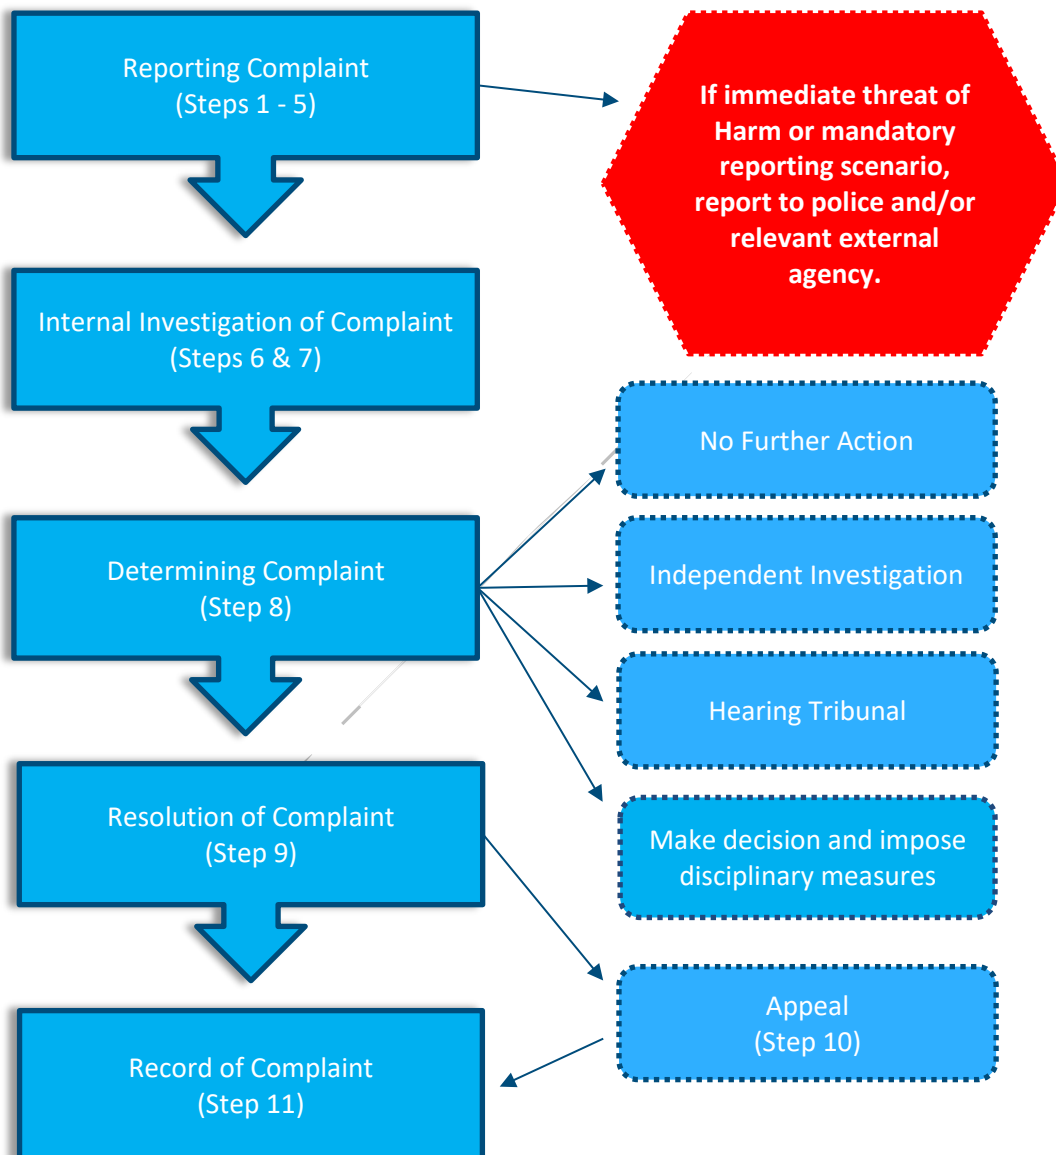 Reporting Complaint
(Steps 1 - 5)
If immediate threat of
Harm or mandatory
reporting scenario,
report to police and/or
relevant external
agency.
Internal Investigation of Complaint
(Steps 6 & 7)
No Further Action
Determining Complaint
(Step 8)
Independent Investigation
Hearing Tribunal
Make decision and impose
disciplinary measures
Resolution of Complaint
(Step 9)
Appeal
(Step 10)
Record of Complaint
(Step 11)